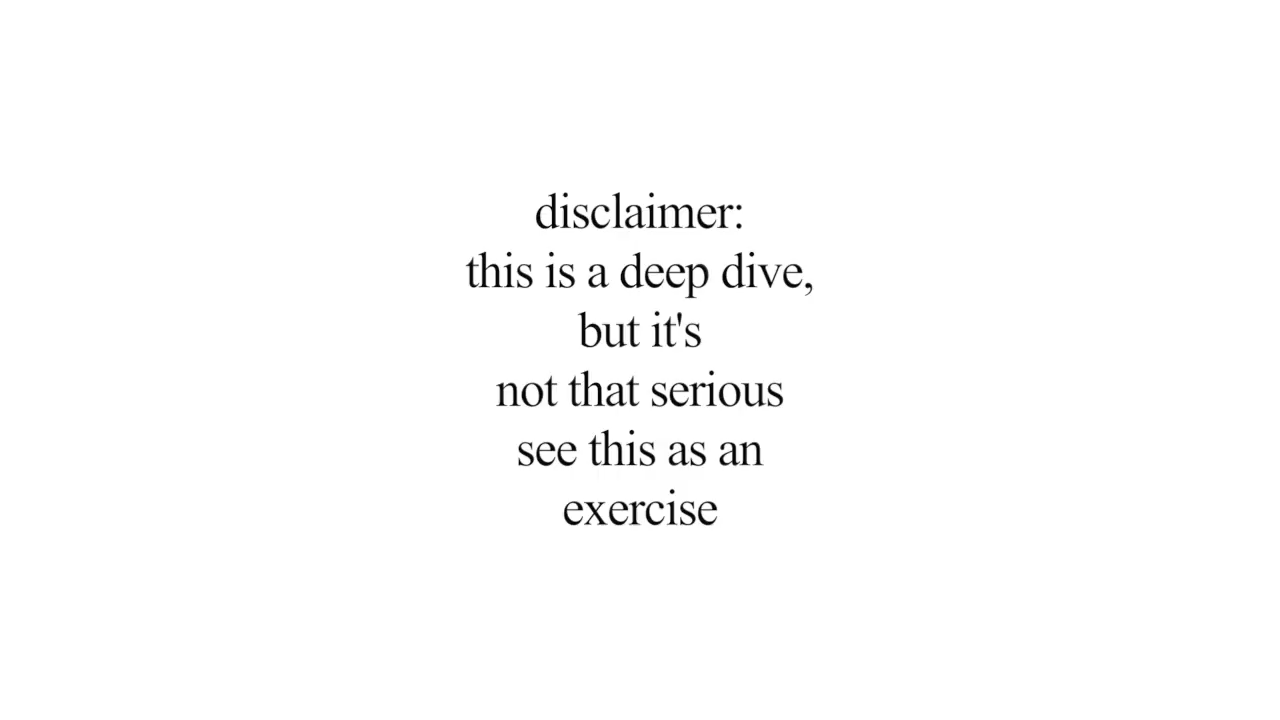 disclaimer:
this is a deep dive,
but it's
not that serious
see this as an
exercise